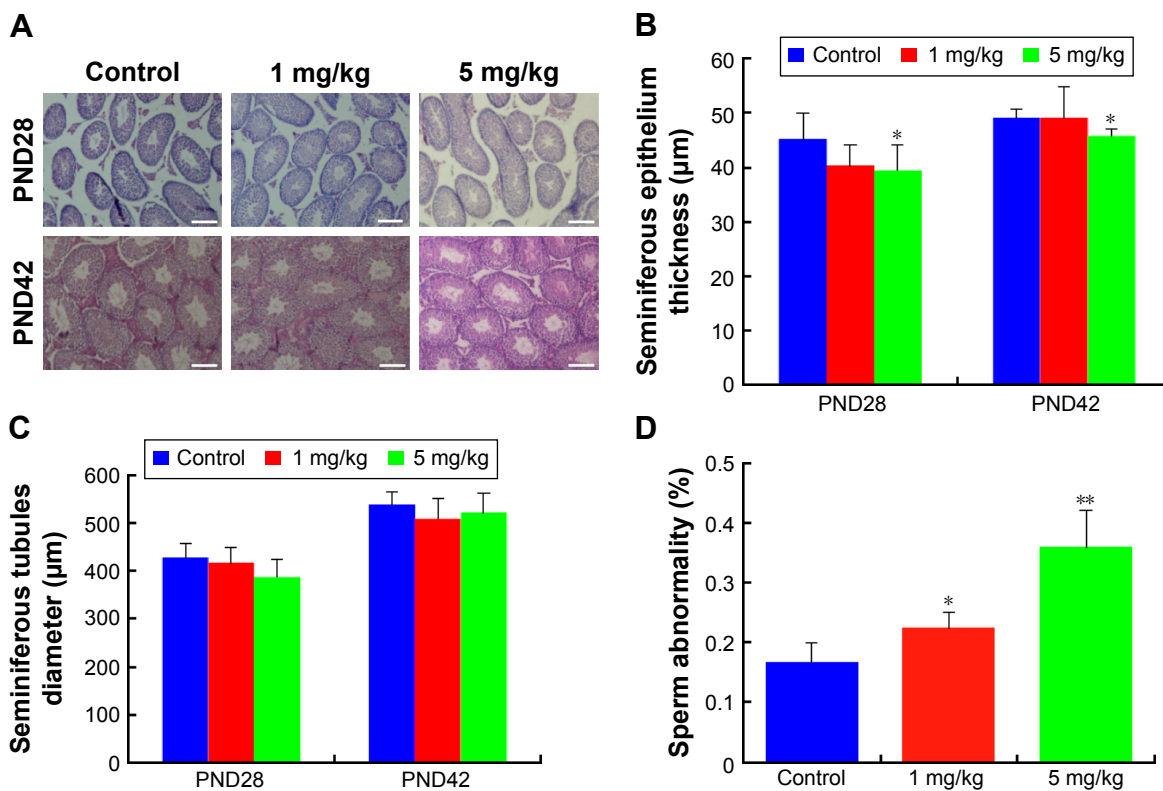 A
Control 1 mg/kg 5 mg/kg
PND28
PND42
B
Control 1 mg/kg 5 mg/kg
Seminiferous epithelium
thickness (µm)
60
50
40
30
20
10
0
*
*
PND28 PND42
C
Control 1 mg/kg 5 mg/kg
Seminiferous tubules
diameter (µm)
600
500
400
300
200
100
0
PND28 PND42
D
Sperm abnormality (%)
0.5
0.4
0.3
0.2
0.1
0
*
**
Control 1 mg/kg 5 mg/kg